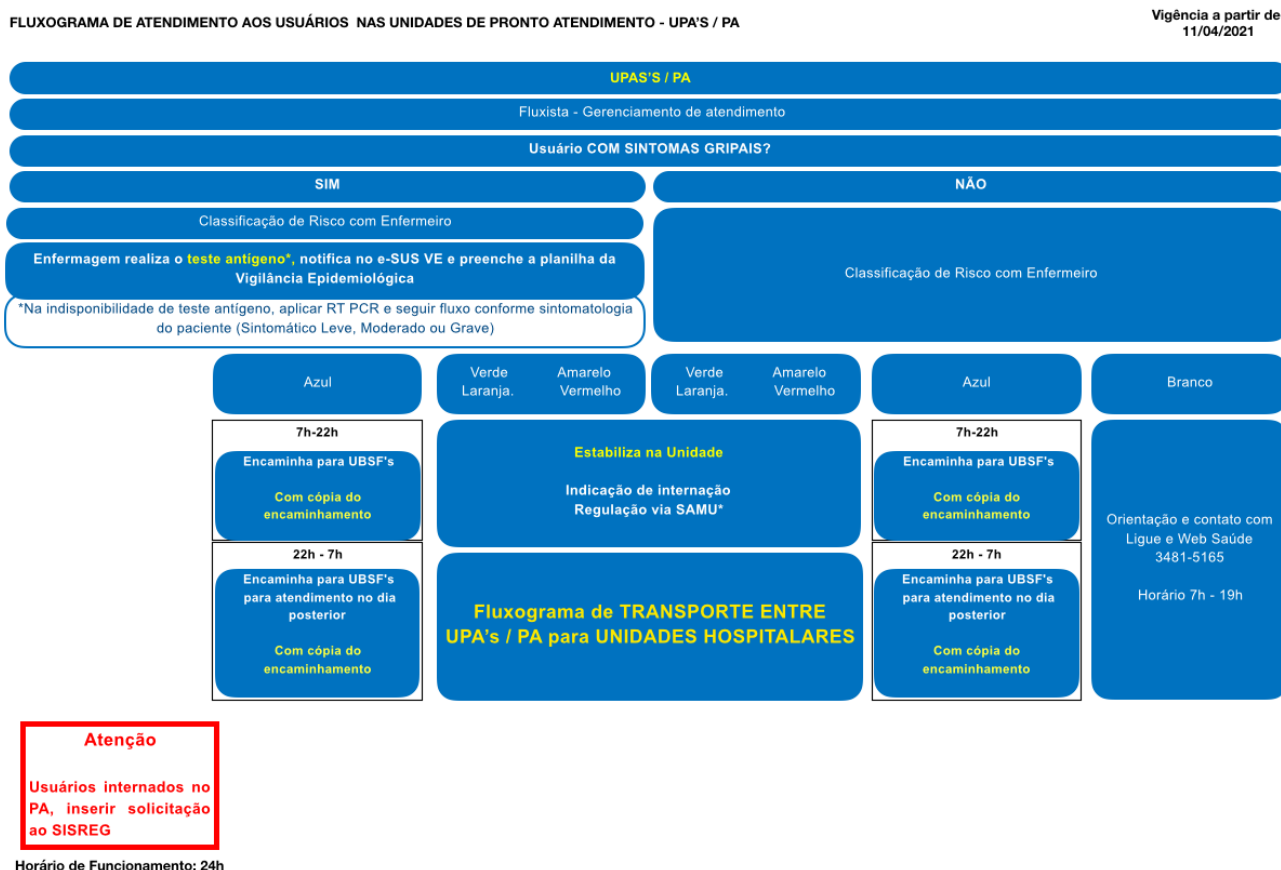 FLUXOGRAMA DE ATENDIMENTO AOS USUÁRIOS NAS UNIDADES DE PRONTO ATENDIMENTO - UPA'S / PA
Vigência a partir de
11/04/2021
UPAS'S / PA
Fluxista - Gerenciamento de atendimento
Usuário COM SINTOMAS GRIPAIS?
SIM
NÃO
Classificação de Risco com Enfermeiro
Enfermagem realiza o teste antígeno*, notifica no e-SUS VE e preenche a planilha da
Vigilância Epidemiológica
*Na indisponibilidade de teste antígeno, aplicar RT PCR e seguir fluxo conforme sintomatologia
do paciente (Sintomático Leve, Moderado ou Grave)
Classificação de Risco com Enfermeiro
Azul
Verde Amarelo
Laranja. Vermelho
Verde Amarelo
Laranja. Vermelho
Azul
Branco
7h-22h
Encaminha para UBSF's
Com cópia do
encaminhamento
22h - 7h
Encaminha para UBSF's
para atendimento no dia
posterior
Com cópia do
encaminhamento
Estabiliza na Unidade
Indicação de internação
Regulação via SAMU*
Fluxograma de TRANSPORTE ENTRE
UPA's / PA para UNIDADES HOSPITALARES
7h-22h
Encaminha para UBSF's
Com cópia do
encaminhamento
22h - 7h
Encaminha para UBSF's
para atendimento no dia
posterior
Com cópia do
encaminhamento
Orientação e contato com
Ligue e Web Saúde
3481-5165
Horário 7h - 19h
Atenção
Usuários internados no
PA, inserir solicitação
ao SISREG
Horário de Funcionamento: 24h